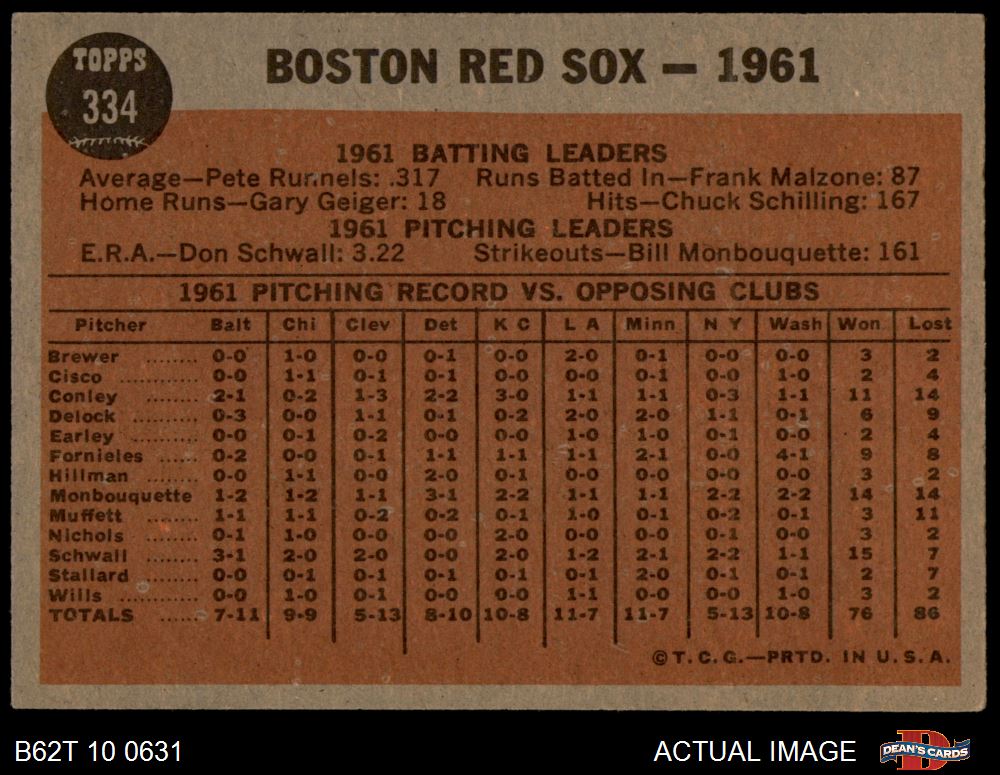 TOPPS
334
BOSTON RED SOX — 1961
1961 BATTING LEADERS
Average—Pete Runnels: .317 Runs Batted In—Frank Malzone: 87
Home Runs—Gary Geiger: 18 Hits—Chuck Schilling: 167
1961 PITCHING LEADERS
E.R.A.—Don Schwall: 3.22 Strikeouts—Bill Monbouquette: 161
1961 PITCHING RECORD VS. OPPOSING CLUBS
Pitcher Balt Chi Clev Det K C L A Minn N Y Wash Won Lost
Brewer ........ 0-0 1-0 0-0 0-1 0-0 2-0 0-1 0-0 0-0 3 2
Cisco ............ 0-0 1-1 0-1 0-0 0-0 0-0 0-1 0-0 1-0 2 4
Conley .......... 2-1 0-2 1-3 2-2 3-0 1-1 1-1 0-3 1-1 11 14
Delock .......... 0-3 0-0 1-1 0-1 0-2 2-0 2-0 1-1 0-1 6 9
Earley .......... 0-0 0-1 0-2 0-0 0-0 1-0 1-0 0-1 0-0 2 4
Fornieles ...... 0-2 0-0 0-1 1-1 1-1 1-1 2-1 0-0 4-1 9 8
Hillman ........ 0-0 1-1 0-0 2-0 0-1 0-0 0-0 0-0 0-0 3 2
Monbouquette 1-2 1-2 1-1 3-1 2-2 1-1 1-1 2-2 2-2 14 14
Muffett ........ 1-1 1-1 0-2 0-2 0-1 1-0 0-1 0-2 0-1 3 11
Nichols ........ 0-1 1-0 0-0 0-0 2-0 0-0 0-0 0-1 0-0 3 2
Schwall ........ 3-1 2-0 2-0 0-0 2-0 1-2 2-1 2-2 1-1 15 7
Stallard ........ 0-0 0-1 0-1 0-1 0-1 0-1 2-0 0-1 0-1 2 7
Wills ............ 0-0 1-0 0-1 0-0 0-0 1-1 0-0 0-0 1-0 3 2
TOTALS ...... 7-11 9-9 5-13 8-10 10-8 11-7 11-7 5-13 10-8 76 86
© T. C. G.—PRTD. IN U. S. A.
B62T 10 0631 ACTUAL IMAGE DEAN'S CARDS